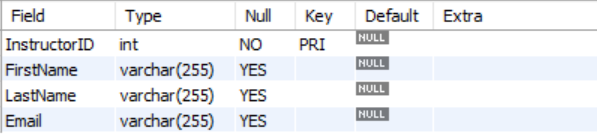 Field Type Null Key Default Extra
InstructorID int NO PRI NULL
FirstName varchar(255) YES NULL
LastName varchar(255) YES NULL
Email varchar(255) YES NULL